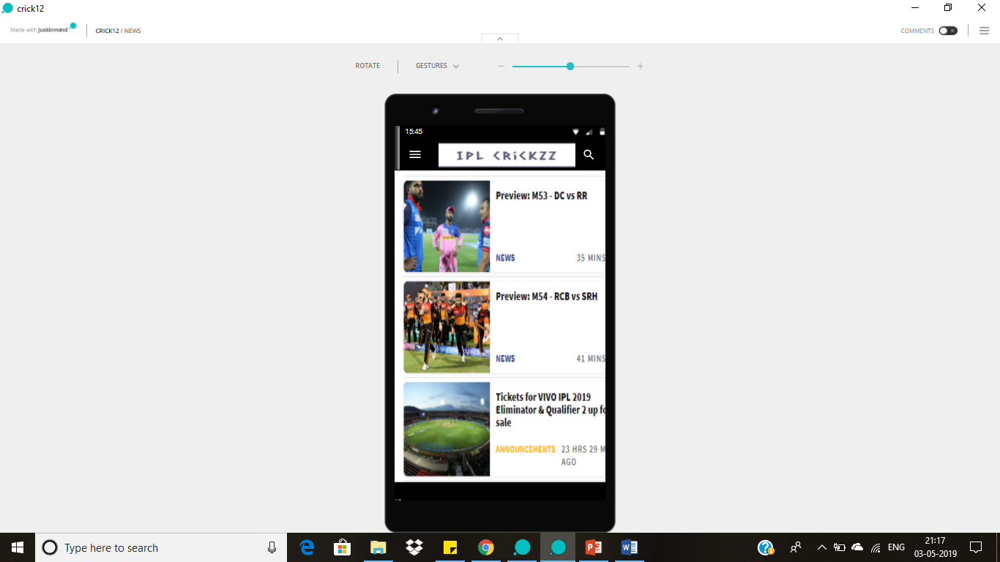 crick12
Made with Justinmind
CRICK12 / NEWS
COMMENTS
ROTATE
GESTURES
15:45
IPL CRiCKZZ
Preview: M53 - DC vs RR
NEWS
35 MINS
Preview: M54 - RCB vs SRH
NEWS
41 MINS
Tickets for VIVO IPL 2019
Eliminator & Qualifier 2 up fo
sale
ANNOUNCEMENTS
23 HRS 29 M
AGO
Type here to search
ENG
21:17
03-05-2019